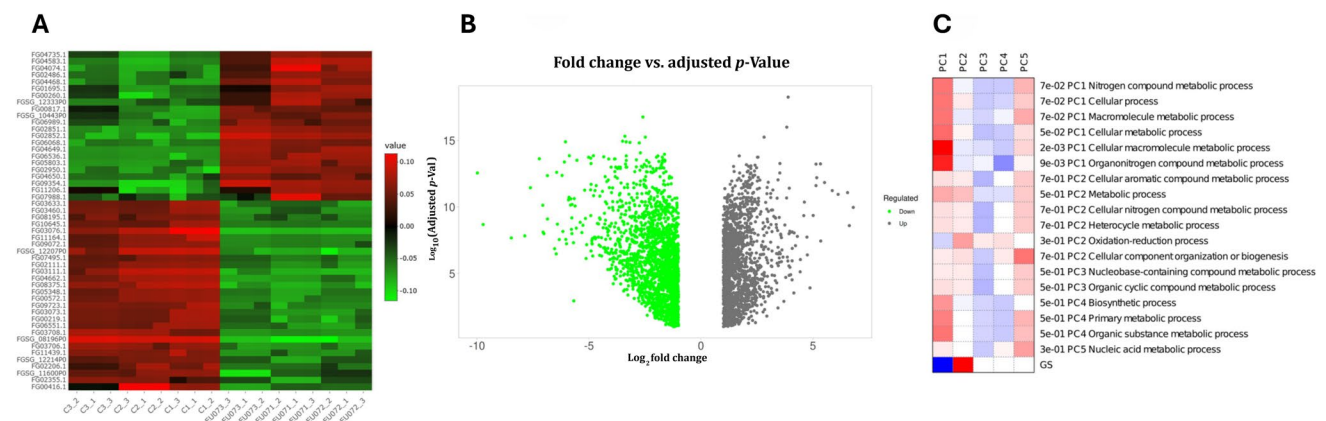 A
FG04735.1
FG04583.1
FG04074.1
FG02486.1
FG04468.1
FG01695.1
FG00260.1
FGSG_12333P0
FG00817.1
FGSG_10443P0
FG06989.1
FG02851.1
FG02852.1
FG06068.1
FG04649.1
FG06536.1
FG05803.1
FG02950.1
FG04650.1
FG09354.1
FG11206.1
FG07988.1
FG03633.1
FG03460.1
FG08195.1
FG10645.1
FG03076.1
FG11164.1
FG09072.1
FGSG_12207P0
FG07495.1
FG02111.1
FG03111.1
FG04662.1
FG08375.1
FG05348.1
FG00572.1
FG09723.1
FG03073.1
FG00219.1
FG06551.1
FG03708.1
FGSG_08196P0
FG03706.1
FG11439.1
FGSG_12214P0
FG02206.1
FGSG_11600P0
FG02355.1
FG00416.1
C3_2
C3_1
C3_3
C2_3
C2_1
C2_2
C1_3
C1_1
C1_2
EU073_3
EU073_1
EU071_2
EU071_1
EU071_3
EU072_2
EU072_1
EU072_3
value
0.10
0.05
0.00
-0.05
-0.10
B
Fold change vs. adjusted p-Value
Log10(Adjusted p-Val)
15
10
5
-10
-5
0
5
Log2 fold change
Regulated
Down
Up
C
PC1
PC2
PC3
PC4
PC5
7e-02 PC1 Nitrogen compound metabolic process
7e-02 PC1 Cellular process
7e-02 PC1 Macromolecule metabolic process
5e-02 PC1 Cellular metabolic process
2e-03 PC1 Cellular macromolecule metabolic process
9e-03 PC1 Organonitrogen compound metabolic process
7e-01 PC2 Cellular aromatic compound metabolic process
5e-01 PC2 Metabolic process
7e-01 PC2 Cellular nitrogen compound metabolic process
7e-01 PC2 Heterocycle metabolic process
3e-01 PC2 Oxidation-reduction process
7e-01 PC2 Cellular component organization or biogenesis
5e-01 PC3 Nucleobase-containing compound metabolic process
5e-01 PC3 Organic cyclic compound metabolic process
5e-01 PC4 Biosynthetic process
5e-01 PC4 Primary metabolic process
5e-01 PC4 Organic substance metabolic process
3e-01 PC5 Nucleic acid metabolic process
GS